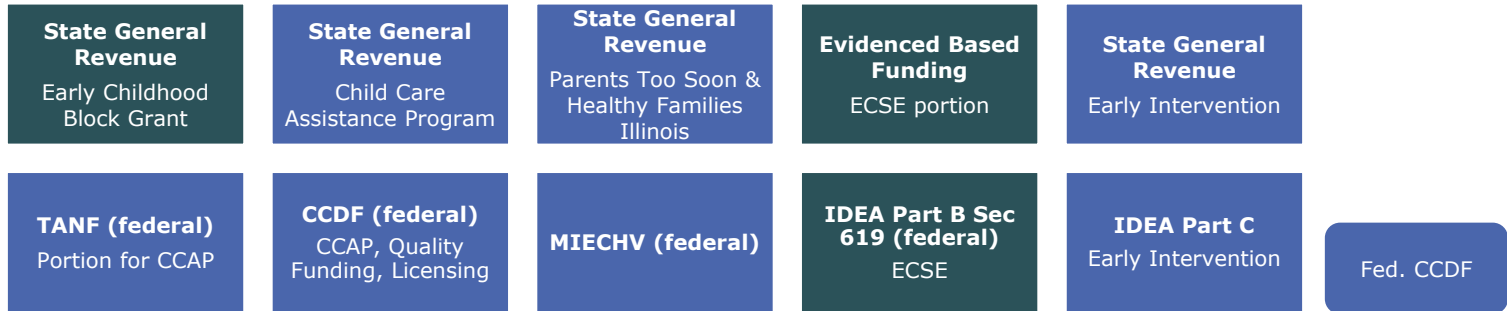 State General
Revenue
Early Childhood
Block Grant
State General
Revenue
Child Care
Assistance Program
State General
Revenue
Parents Too Soon &
Healthy Families
Illinois
Evidenced Based
Funding
ECSE portion
State General
Revenue
Early Intervention
TANF (federal)
Portion for CCAP
CCDF (federal)
CCAP, Quality
Funding, Licensing
MIECHV (federal)
IDEA Part B Sec
619 (federal)
ECSE
IDEA Part C
Early Intervention
Fed. CCDF